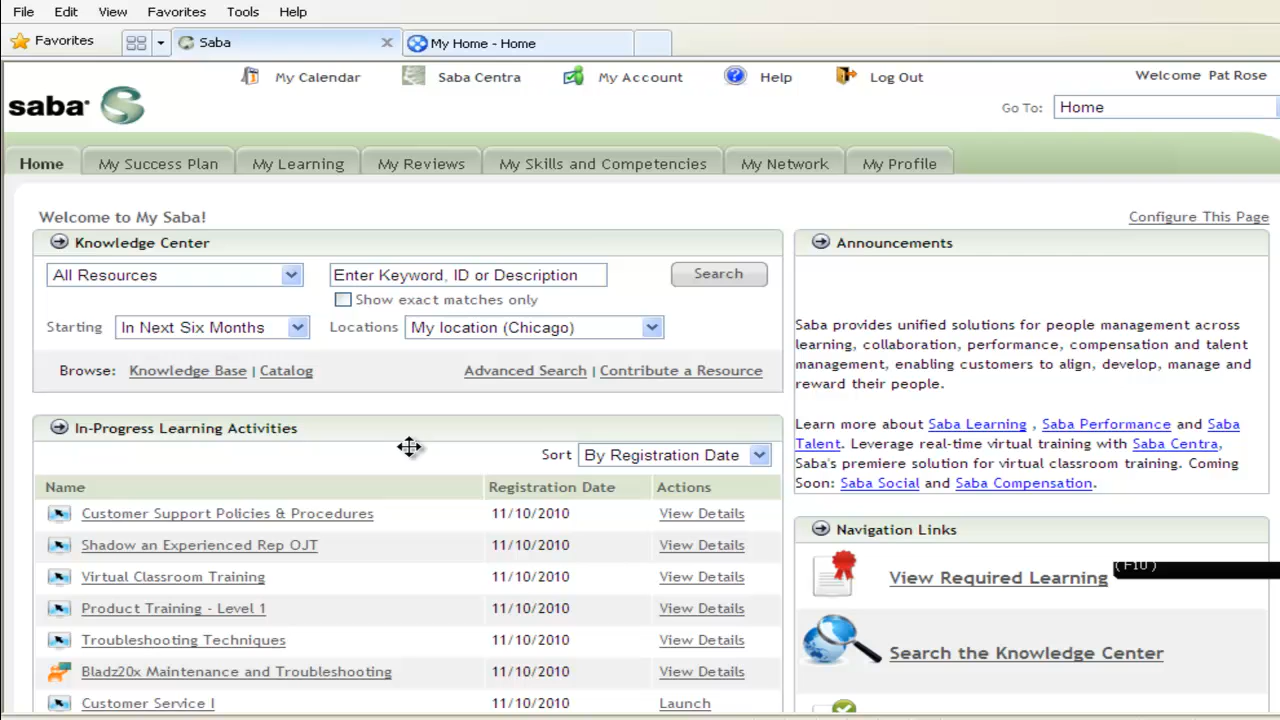 File Edit View Favorites Tools Help
Favorites Saba My Home - Home
My Calendar Saba Centra My Account Help Log Out Welcome Pat Rose
saba Go To: Home
Home My Success Plan My Learning My Reviews My Skills and Competencies My Network My Profile
Welcome to My Saba! Configure This Page
Knowledge Center
All Resources Enter Keyword, ID or Description Search
Show exact matches only
Starting In Next Six Months Locations My location (Chicago)
Browse: Knowledge Base | Catalog Advanced Search | Contribute a Resource
In-Progress Learning Activities
Sort By Registration Date
Name Registration Date Actions
Customer Support Policies & Procedures 11/10/2010 View Details
Shadow an Experienced Rep OJT 11/10/2010 View Details
Virtual Classroom Training 11/10/2010 View Details
Product Training - Level 1 11/10/2010 View Details
Troubleshooting Techniques 11/10/2010 View Details
Bladz20x Maintenance and Troubleshooting 11/10/2010 View Details
Customer Service I 11/10/2010 Launch
Announcements
Saba provides unified solutions for people management across
learning, collaboration, performance, compensation and talent
management, enabling customers to align, develop, manage and
reward their people.
Learn more about Saba Learning , Saba Performance and Saba
Talent. Leverage real-time virtual training with Saba Centra,
Saba's premiere solution for virtual classroom training. Coming
Soon: Saba Social and Saba Compensation.
Navigation Links
View Required Learning
(F10)
Search the Knowledge Center